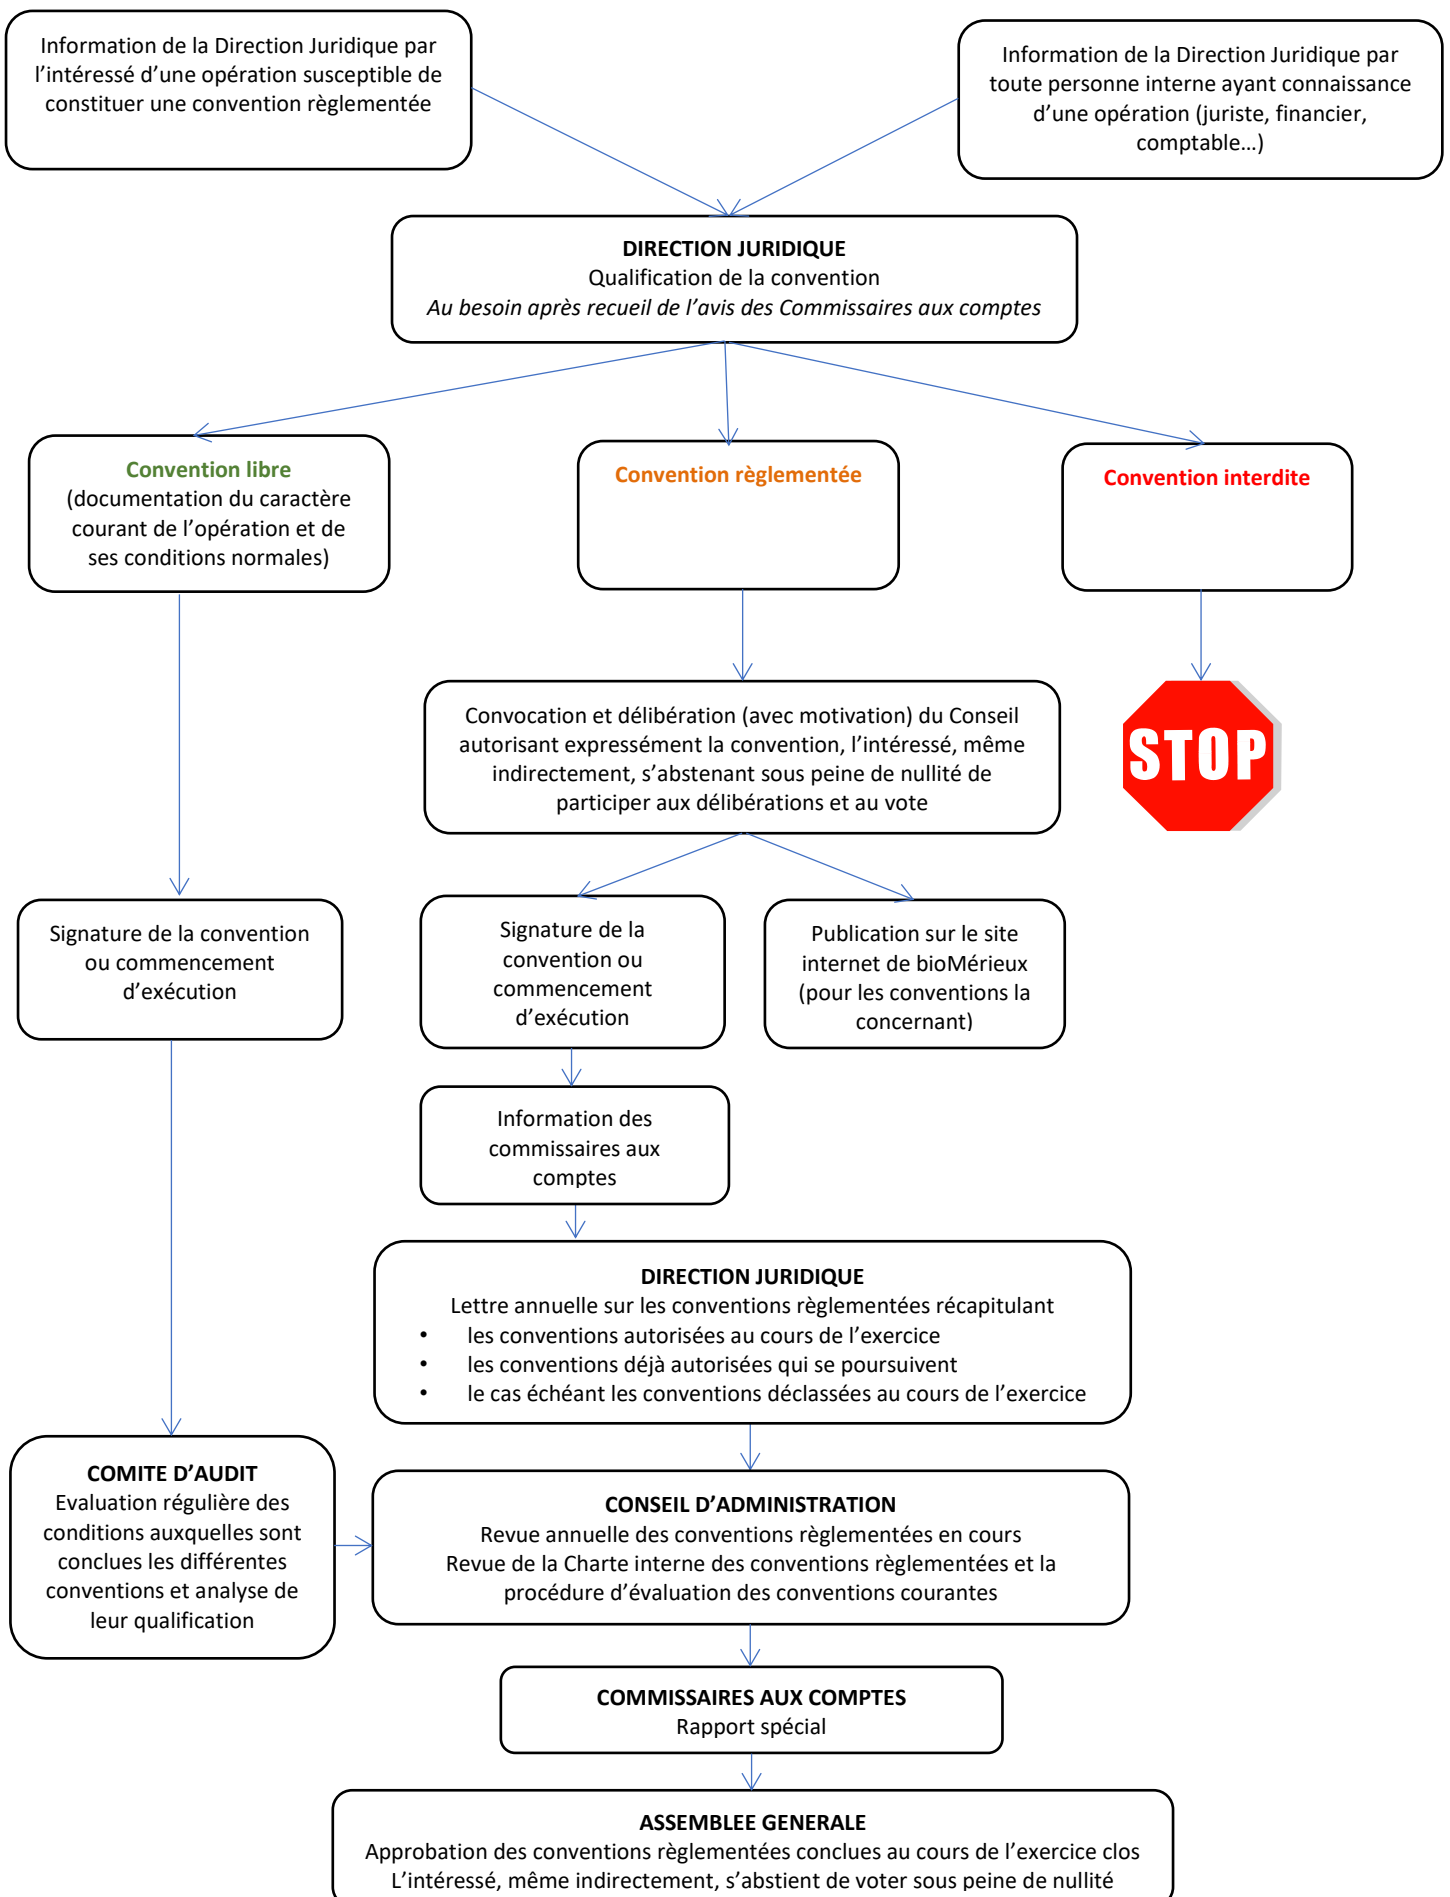 Information de la Direction Juridique par
l’intéressé d’une opération susceptible de
constituer une convention règlementée
Information de la Direction Juridique par
toute personne interne ayant connaissance
d’une opération (juriste, financier,
comptable…)
DIRECTION JURIDIQUE
Qualification de la convention
Au besoin après recueil de l’avis des Commissaires aux comptes
Convention libre
(documentation du caractère
courant de l’opération et de
ses conditions normales)
Convention règlementée
Convention interdite
Convocation et délibération (avec motivation) du Conseil
autorisant expressément la convention, l’intéressé, même
indirectement, s’abstenant sous peine de nullité de
participer aux délibérations et au vote
STOP
Signature de la convention
ou commencement
d’exécution
Signature de la
convention ou
commencement
d’exécution
Publication sur le site
internet de bioMérieux
(pour les conventions la
concernant)
Information des
commissaires aux
comptes
DIRECTION JURIDIQUE
Lettre annuelle sur les conventions règlementées récapitulant
• les conventions autorisées au cours de l’exercice
• les conventions déjà autorisées qui se poursuivent
• le cas échéant les conventions déclassées au cours de l’exercice
COMITE D’AUDIT
Evaluation régulière des
conditions auxquelles sont
conclues les différentes
conventions et analyse de
leur qualification
CONSEIL D’ADMINISTRATION
Revue annuelle des conventions règlementées en cours
Revue de la Charte interne des conventions règlementées et la
procédure d’évaluation des conventions courantes
COMMISSAIRES AUX COMPTES
Rapport spécial
ASSEMBLEE GENERALE
Approbation des conventions règlementées conclues au cours de l’exercice clos
L’intéressé, même indirectement, s’abstient de voter sous peine de nullité